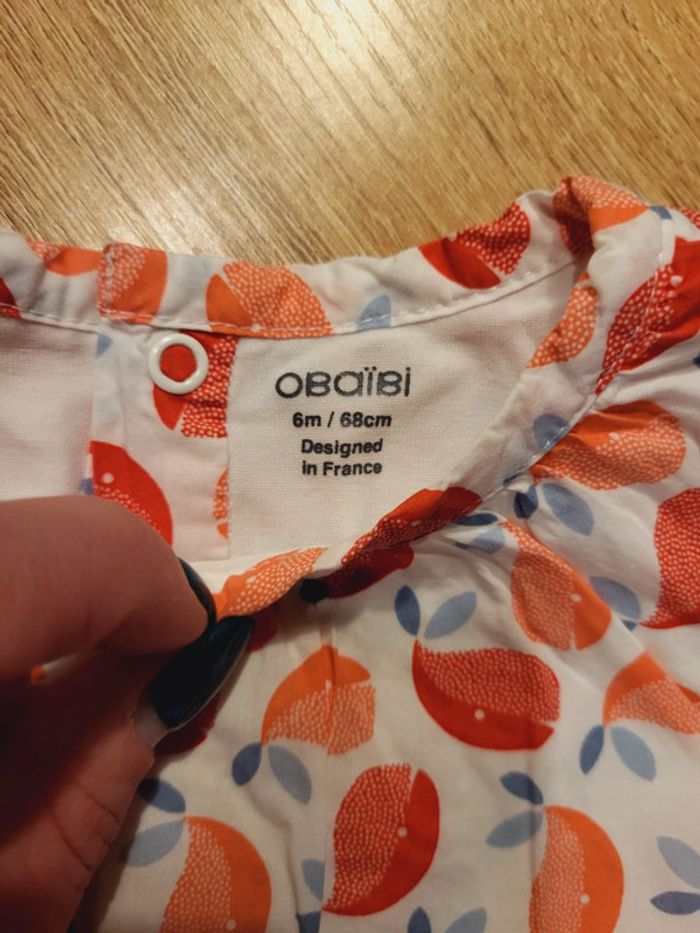 OBaïBi
6m / 68cm
Designed
in France